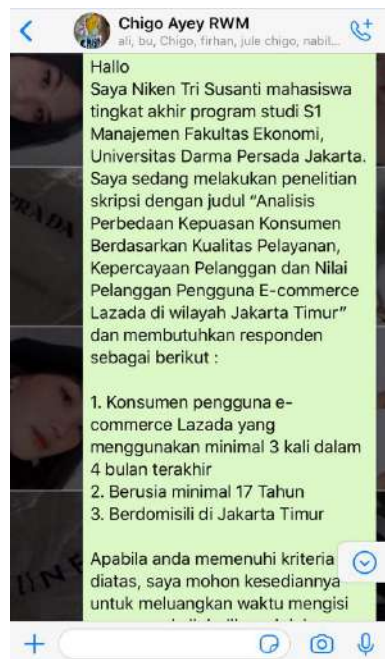 Chigo Ayey RWM
ali, bu, Chigo, firhan, jule chigo, nabil...
Hallo
Saya Niken Tri Susanti mahasiswa
tingkat akhir program studi S1
Manajemen Fakultas Ekonomi,
Universitas Darma Persada Jakarta.
Saya sedang melakukan penelitian
skripsi dengan judul “Analisis
Perbedaan Kepuasan Konsumen
Berdasarkan Kualitas Pelayanan,
Kepercayaan Pelanggan dan Nilai
Pelanggan Pengguna E-commerce
Lazada di wilayah Jakarta Timur”
dan membutuhkan responden
sebagai berikut :
1. Konsumen pengguna e-
commerce Lazada yang
menggunakan minimal 3 kali dalam
4 bulan terakhir
2. Berusia minimal 17 Tahun
3. Berdomisili di Jakarta Timur
Apabila anda memenuhi kriteria
diatas, saya mohon kesediannya
untuk meluangkan waktu mengisi